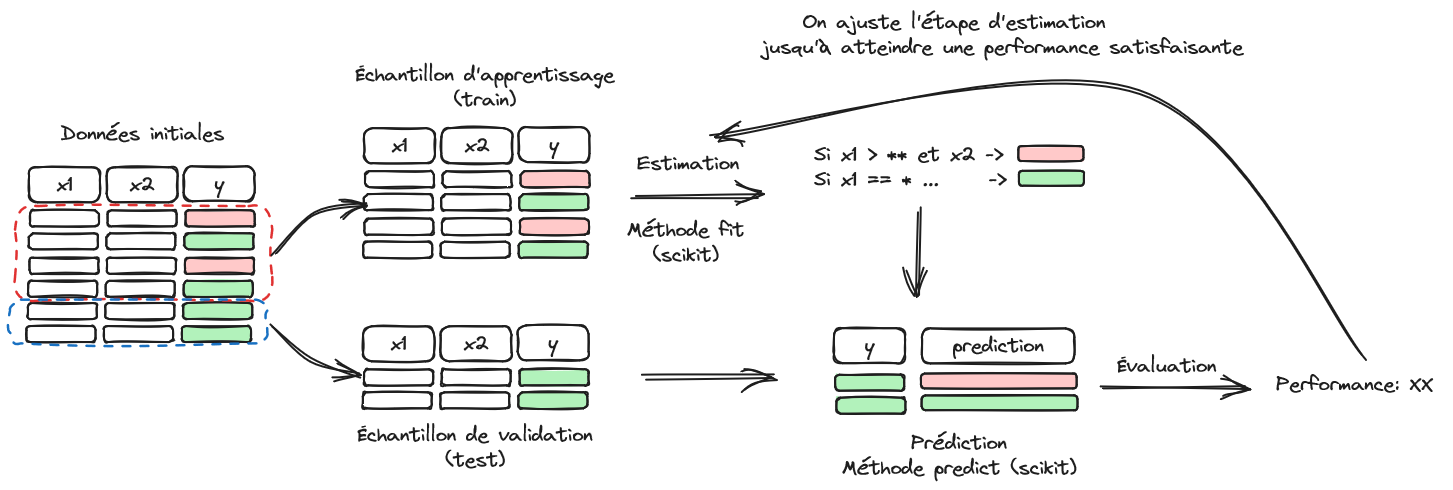 On ajuste l'étape d'estimation
jusqu'à atteindre une performance satisfaisante
Échantillon d'apprentissage
(train)
Données initiales
x1 x2 y
x1 x2 y
Estimation
Méthode fit
(scikit)
Si x1 > ** et x2 ->
Si x1 == * ... ->
x1 x2 y
Échantillon de validation
(test)
y prediction
Prédiction
Méthode predict (scikit)
Évaluation
Performance: XX